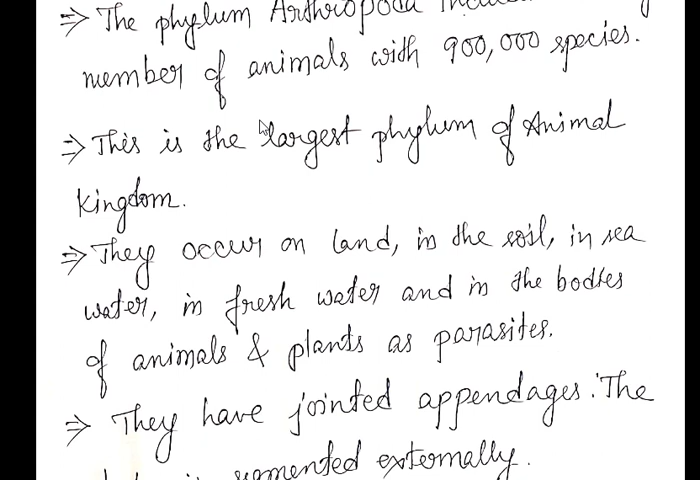 ⇒ The phylum Arthropoda
number of animals with 900,000 species.
⇒ This is the largest phylum of Animal
Kingdom.
⇒ They occur on land, in the soil, in sea
water, in fresh water and in the bodies
of animals & plants as parasites.
⇒ They have jointed appendages. The
externally.